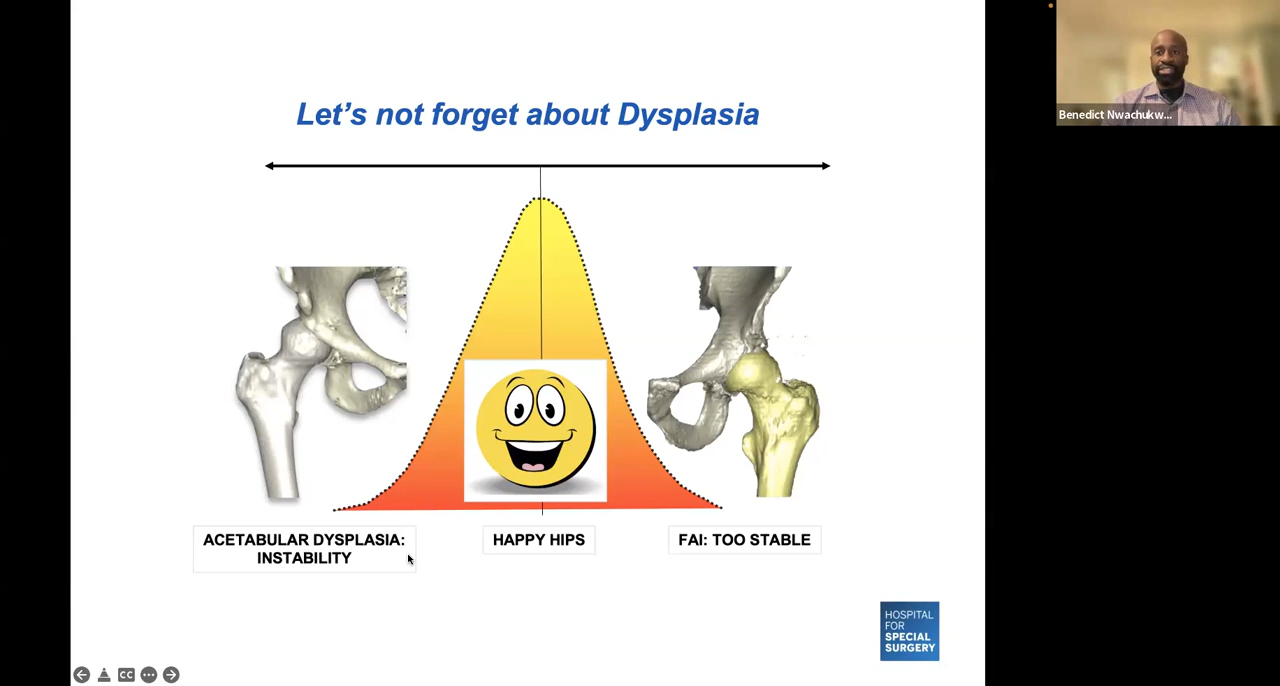 Let's not forget about Dysplasia
Benedict Nwachukw...
ACETABULAR DYSPLASIA:
INSTABILITY
HAPPY HIPS
FAI: TOO STABLE
HOSPITAL
FOR
SPECIAL
SURGERY
CC